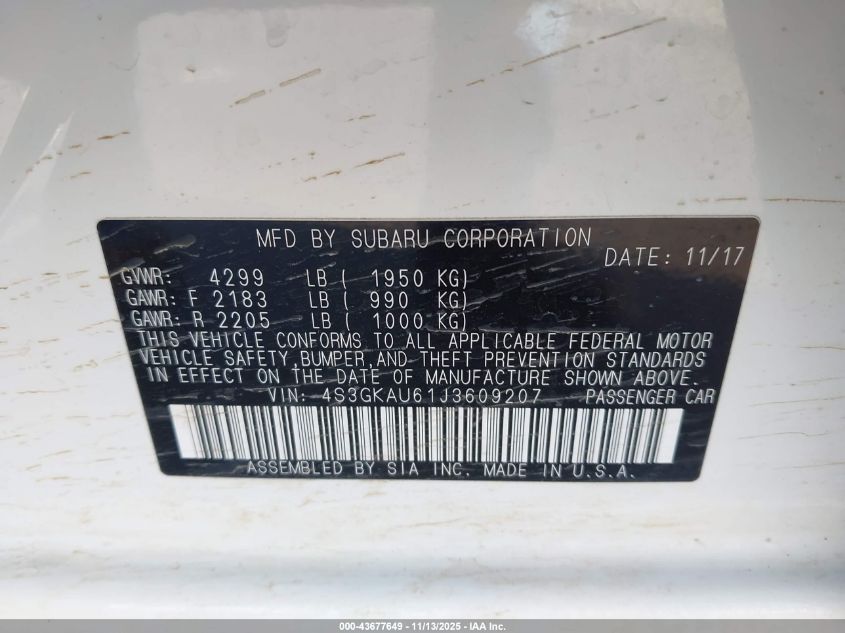 MFD BY SUBARU CORPORATION
DATE: 11/17
GVWR: 4299 LB ( 1950 KG)
GAWR: F 2183 LB ( 990 KG)
GAWR: R 2205 LB ( 1000 KG)
THIS VEHICLE CONFORMS TO ALL APPLICABLE FEDERAL MOTOR
VEHICLE SAFETY, BUMPER, AND THEFT PREVENTION STANDARDS
IN EFFECT ON THE DATE OF MANUFACTURE SHOWN ABOVE.
VIN: 4S3GKAU61J3609207 PASSENGER CAR
ASSEMBLED BY SIA INC. MADE IN U.S.A.
000-43677649 - 11/13/2025 - IAA Inc.